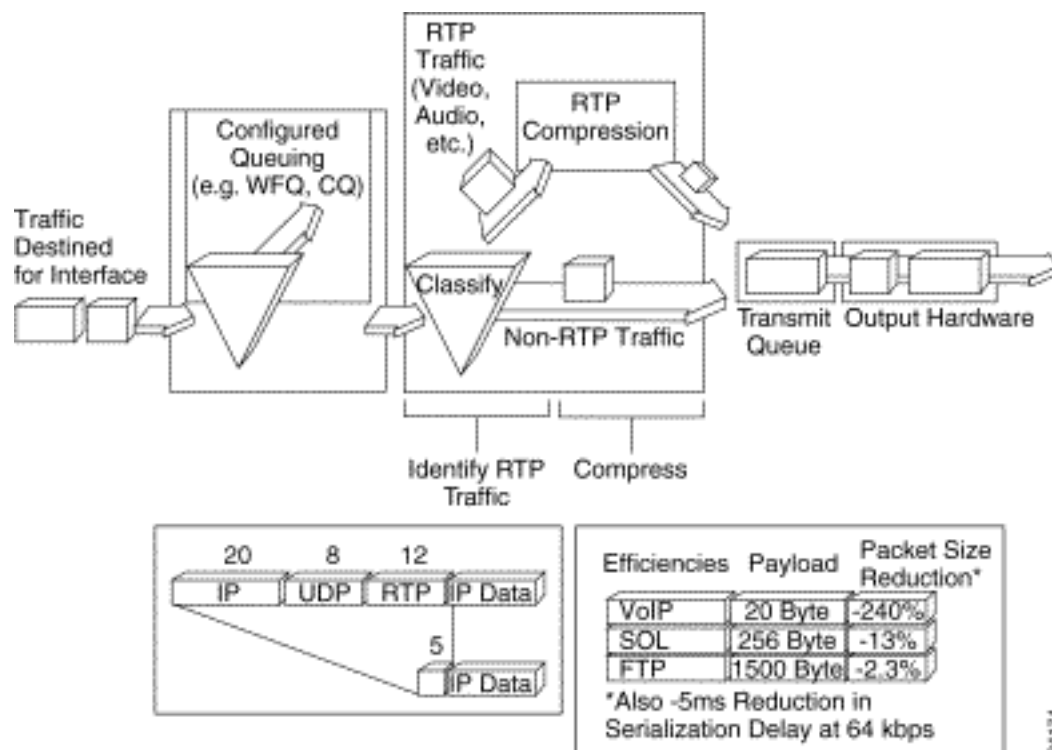 RTP
Traffic
(Video,
Audio,
etc.)
RTP
Compression
Configured
Queuing
(e.g. WFQ, CQ)
Traffic
Destined
for Interface
Classify
Non-RTP Traffic
Transmit
Queue
Output Hardware
Identify RTP
Traffic
Compress
20 8 12
IP UDP RTP IP Data
5
IP Data
Efficiencies Payload Packet Size
Reduction*
VoIP 20 Byte -240%
SOL 256 Byte -13%
FTP 1500 Byte -2.3%
*Also -5ms Reduction in
Serialization Delay at 64 kbps